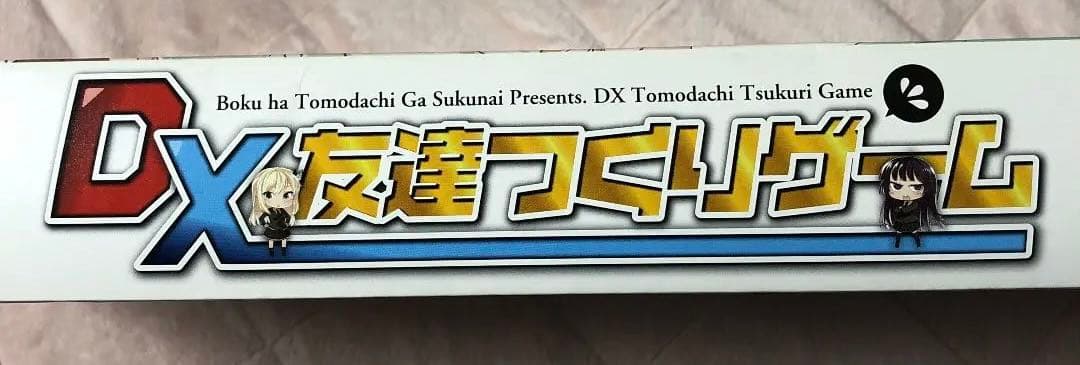 Boku ha Tomodachi Ga Sukunai Presents. DX Tomodachi Tsukuri Game
DX友達つくりゲーム